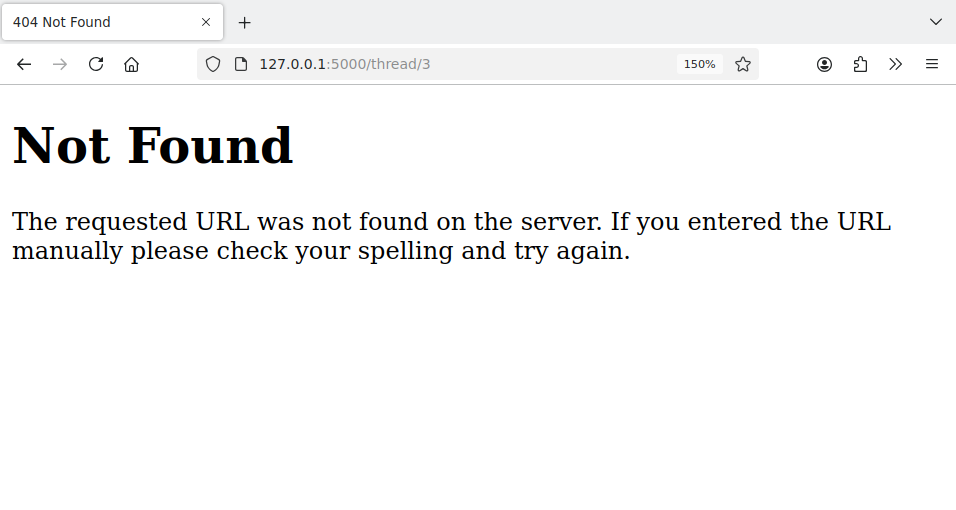 404 Not Found
127.0.0.1:5000/thread/3
150%
Not Found
The requested URL was not found on the server. If you entered the URL
manually please check your spelling and try again.